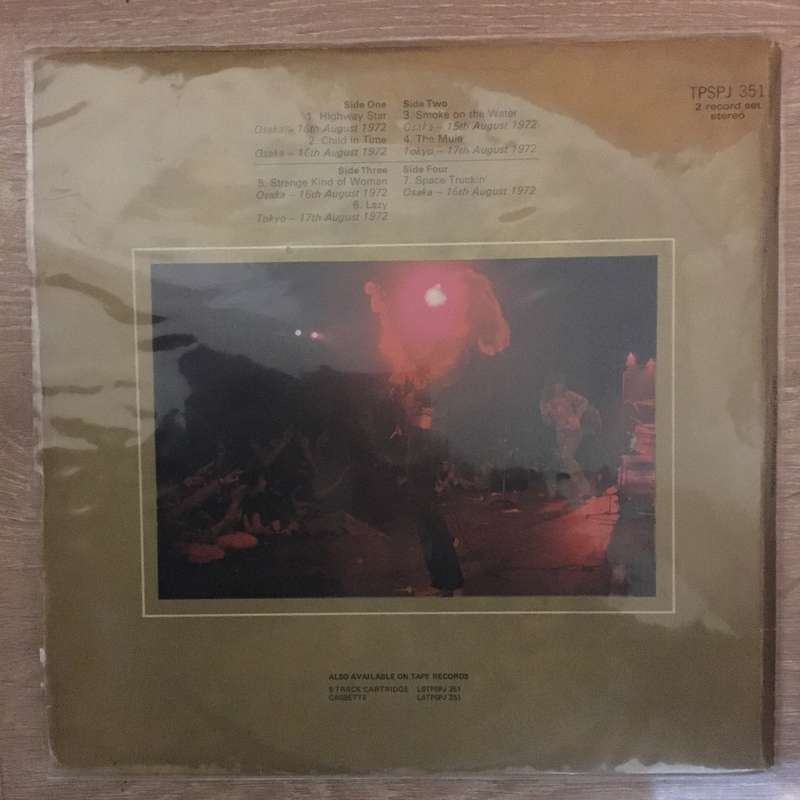 TPSPJ 351
2 record set
stereo
Side One
1. Highway Star
Osaka – 16th August 1972
2. Child in Time
Osaka – 16th August 1972
Side Two
3. Smoke on the Water
Osaka – 15th August 1972
4. The Mule
Tokyo – 17th August 1972
Side Three
5. Strange Kind of Woman
Osaka – 16th August 1972
6. Lazy
Tokyo – 17th August 1972
Side Four
7. Space Truckin'
Osaka – 16th August 1972
ALSO AVAILABLE ON TAPE RECORDS
8 TRACK CARTRIDGE L8TPSPJ 351
CASSETTE L4TPSPJ 351